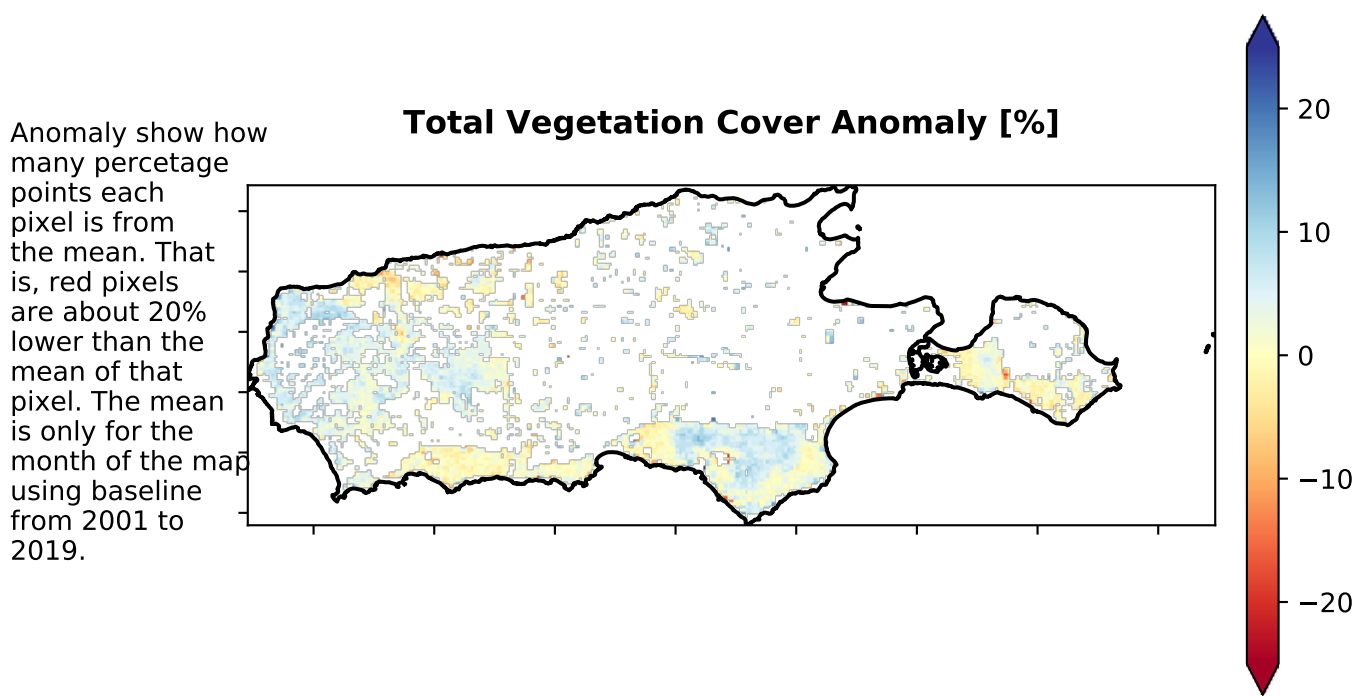 Total Vegetation Cover Anomaly [%]
Anomaly show how
many percetage
points each
pixel is from
the mean. That
is, red pixels
are about 20%
lower than the
mean of that
pixel. The mean
is only for the
month of the map
using baseline
from 2001 to
2019.
20
10
0
−10
−20